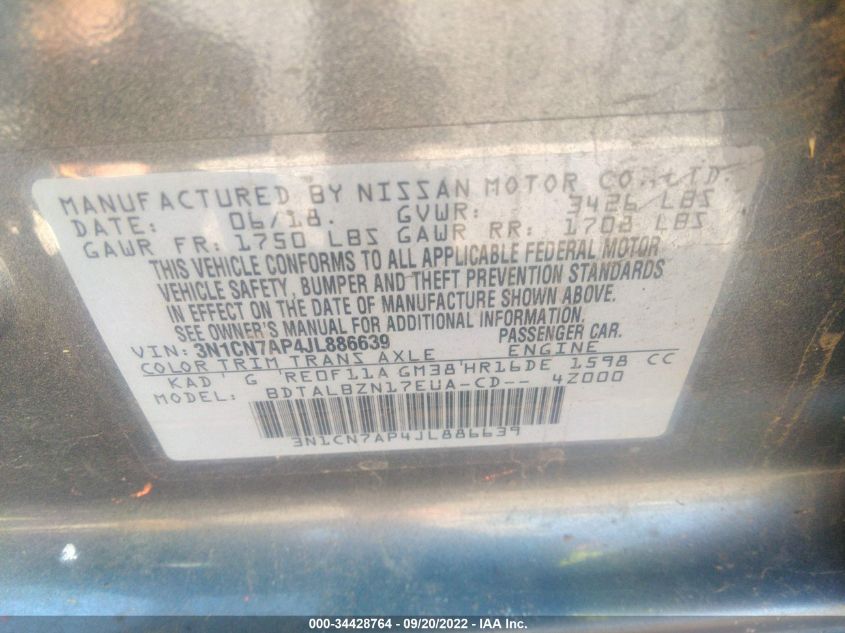 MANUFACTURED BY NISSAN MOTOR CO., LTD.
DATE: 06/18. GVWR: 3426 LBS
GAWR FR: 1750 LBS GAWR RR: 1708 LBS
THIS VEHICLE CONFORMS TO ALL APPLICABLE FEDERAL MOTOR
VEHICLE SAFETY, BUMPER AND THEFT PREVENTION STANDARDS
IN EFFECT ON THE DATE OF MANUFACTURE SHOWN ABOVE.
SEE OWNER'S MANUAL FOR ADDITIONAL INFORMATION.
VIN: 3N1CN7AP4JL886639 PASSENGER CAR.
COLOR TRIM TRANS AXLE ENGINE
KAD G RE0F11A GM38 HR16DE 1598 CC
MODEL: BDTALBZN17EUA-CD-- 4Z000
3N1CN7AP4JL886639
000-34428764 - 09/20/2022 - IAA Inc.